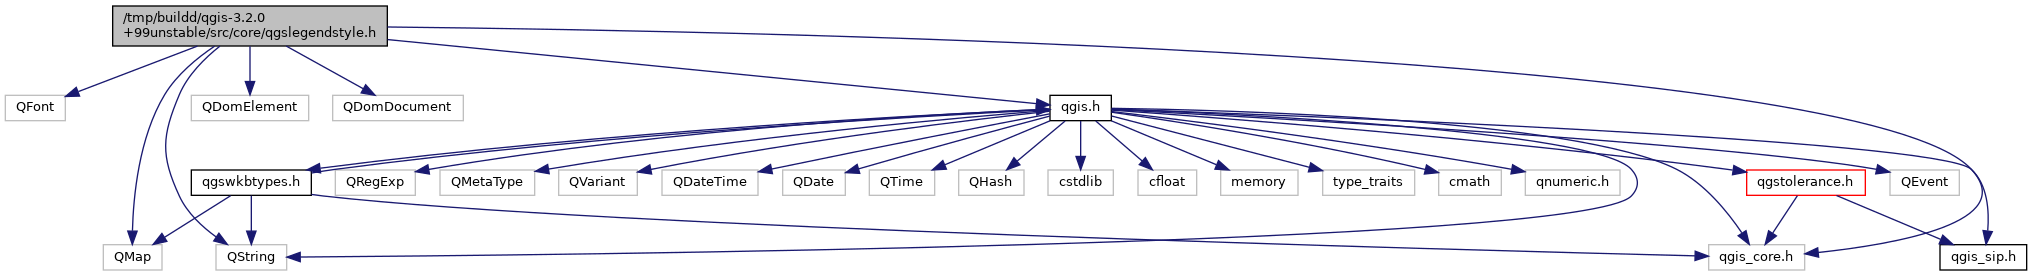 /tmp/buildd/qgis-3.2.0
+99unstable/src/core/qgslegendstyle.h
QFont
QDomElement
QDomDocument
qgis.h
qgswkbtypes.h
QRegExp
QMetaType
QVariant
QDateTime
QDate
QTime
QHash
cstdlib
cfloat
memory
type_traits
cmath
qnumeric.h
qgstolerance.h
QEvent
QMap
QString
qgis_core.h
qgis_sip.h